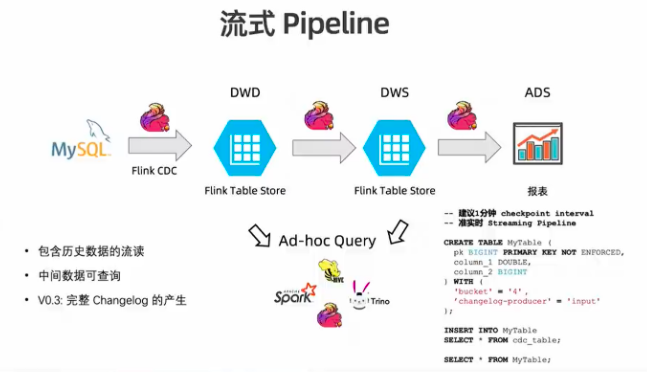 流式 Pipeline
DWD
DWS
ADS
MySQL
Flink CDC
Flink Table Store
Flink Table Store
报表
Ad-hoc Query
HIVE
APACHE
Spark
Trino
• 包含历史数据的流读
• 中间数据可查询
• V0.3: 完整 Changelog 的产生
-- 建议1分钟 checkpoint interval
-- 准实时 Streaming Pipeline
CREATE TABLE MyTable (
pk BIGINT PRIMARY KEY NOT ENFORCED,
column_1 DOUBLE,
column_2 BIGINT
) WITH (
'bucket' = '4',
'changelog-producer' = 'input'
);
INSERT INTO MyTable
SELECT * FROM cdc_table;
SELECT * FROM MyTable;